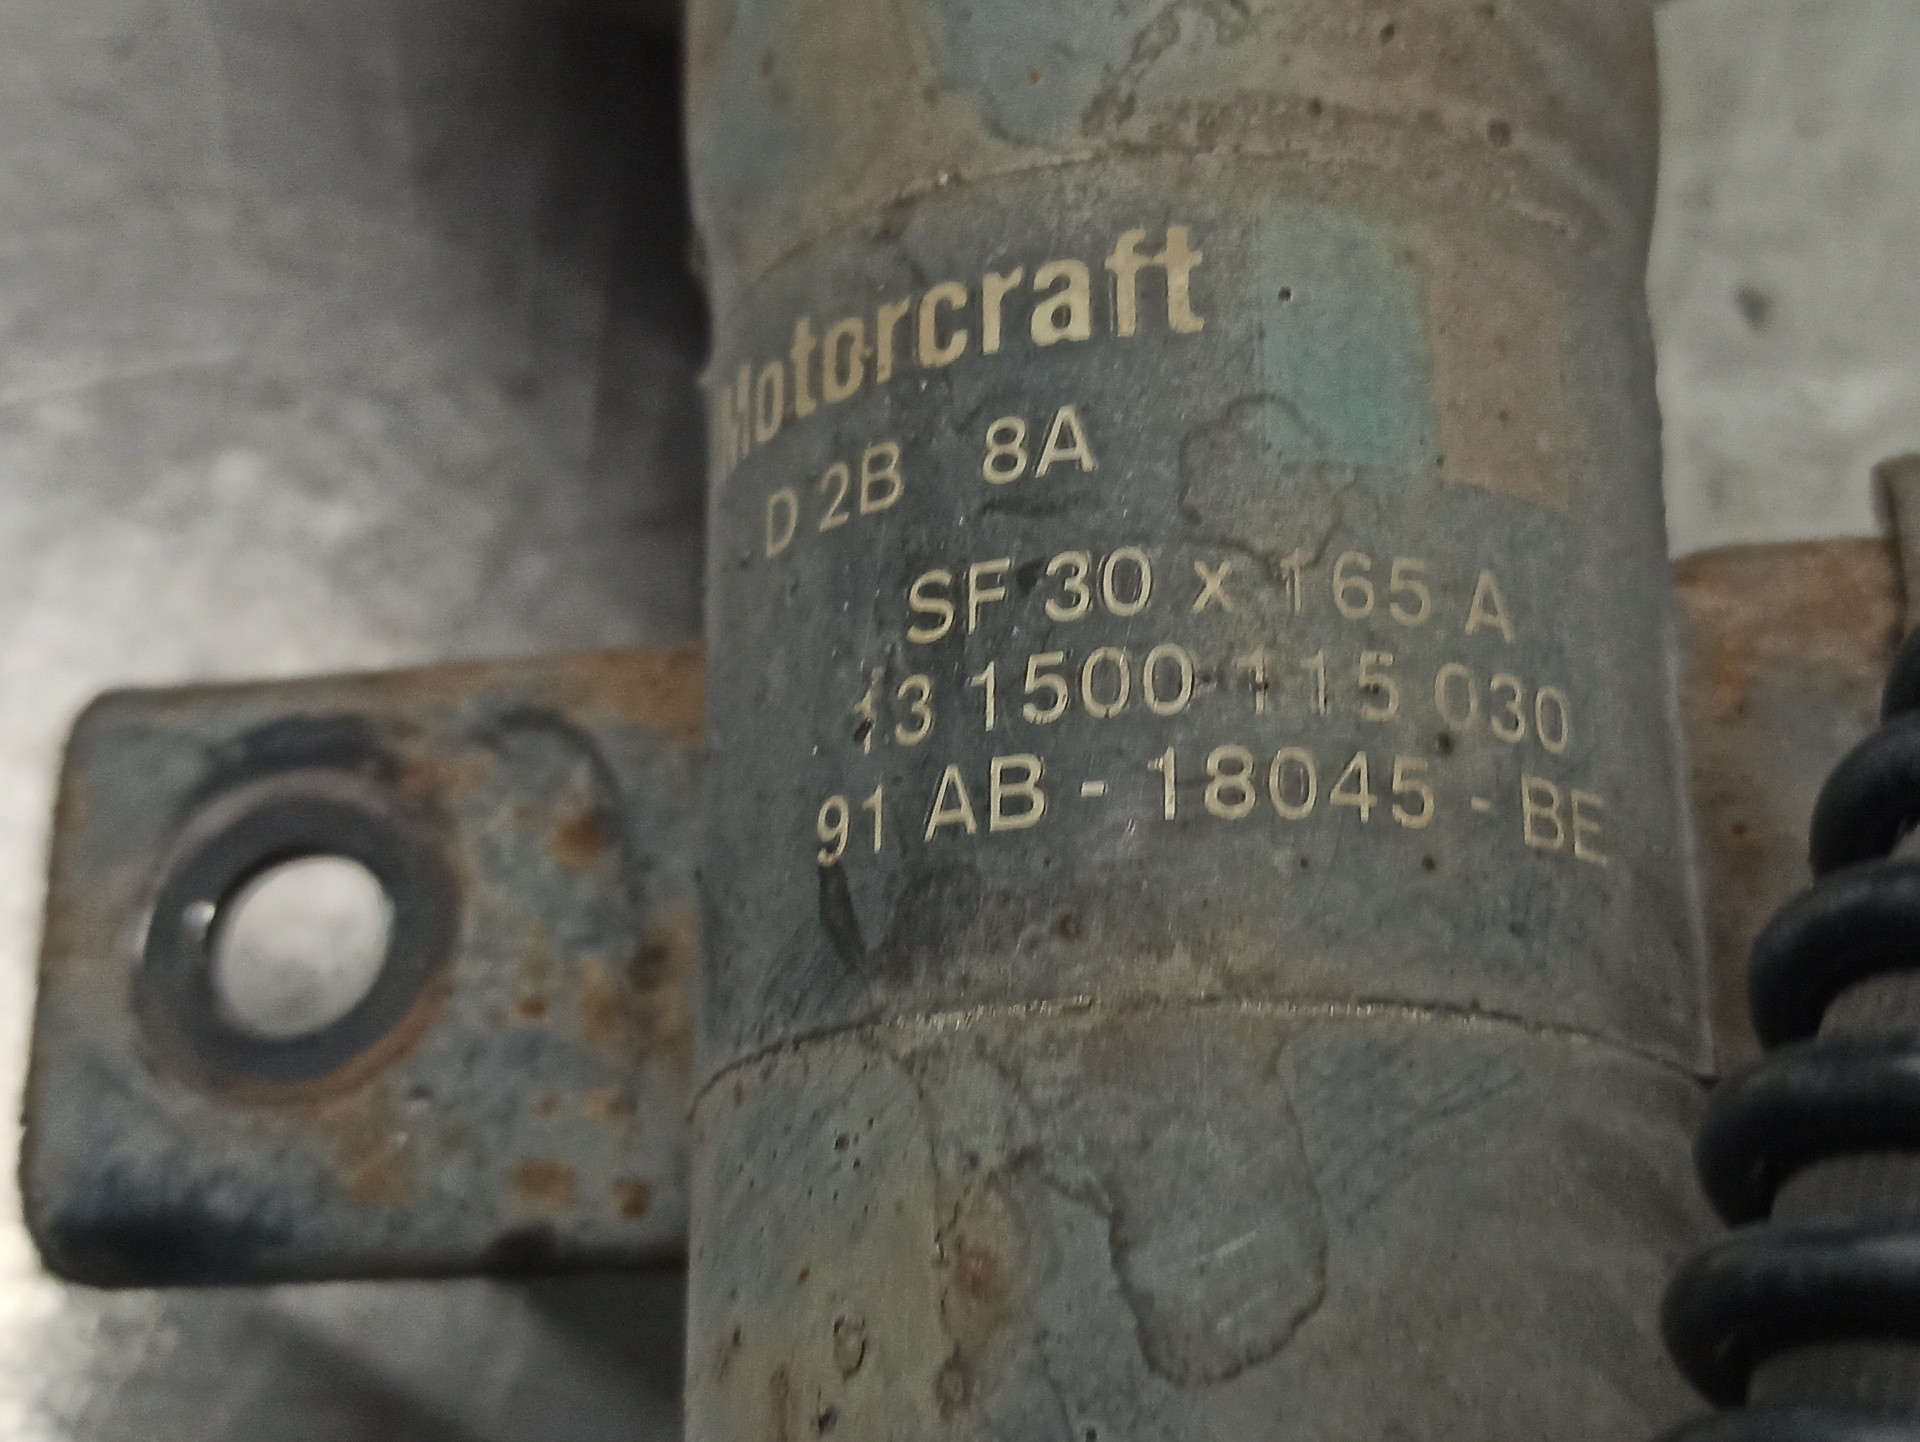 Motorcraft
D 2B 8A
SF 30 x 165 A
13 1500 115 030
91 AB - 18045 - BE